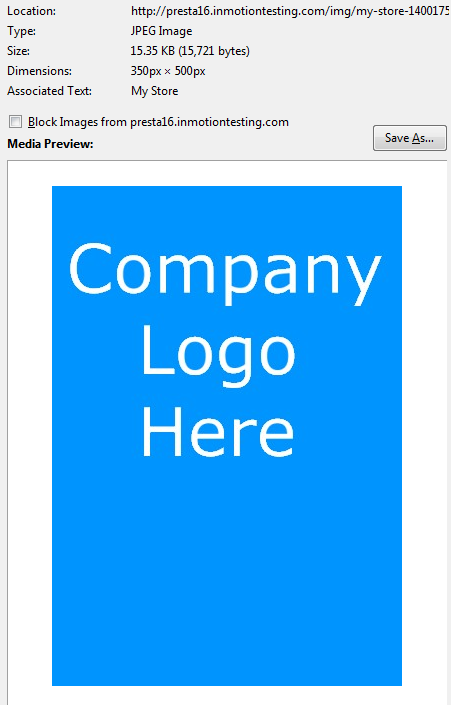 Location: http://presta16.inmotiontesting.com/img/my-store-1400175
Type: JPEG Image
Size: 15.35 KB (15,721 bytes)
Dimensions: 350px × 500px
Associated Text: My Store
Block Images from presta16.inmotiontesting.com
Save As...
Media Preview:
Company
Logo
Here